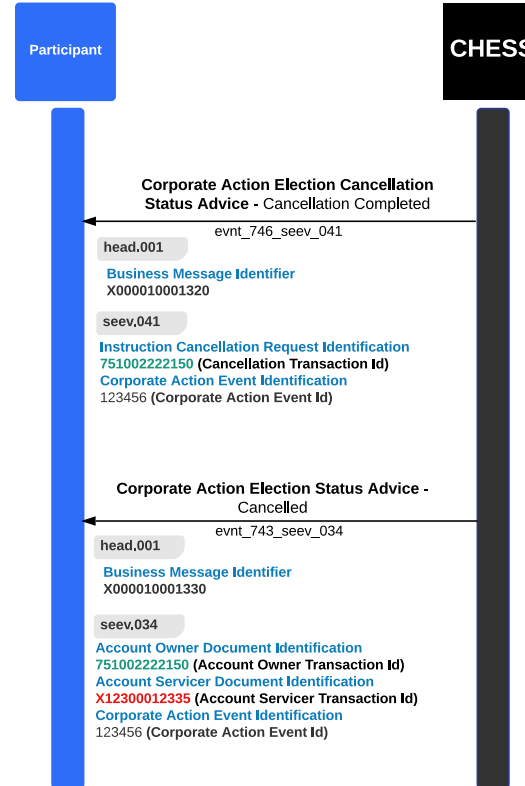 Participant
CHESS
Corporate Action Election Cancellation
Status Advice - Cancellation Completed
evnt_746_seev_041
head.001
Business Message Identifier
X000010001320
seev.041
Instruction Cancellation Request Identification
751002222150 (Cancellation Transaction Id)
Corporate Action Event Identification
123456 (Corporate Action Event Id)
Corporate Action Election Status Advice -
Cancelled
evnt_743_seev_034
head.001
Business Message Identifier
X000010001330
seev.034
Account Owner Document Identification
751002222150 (Account Owner Transaction Id)
Account Servicer Document Identification
X12300012335 (Account Servicer Transaction Id)
Corporate Action Event Identification
123456 (Corporate Action Event Id)